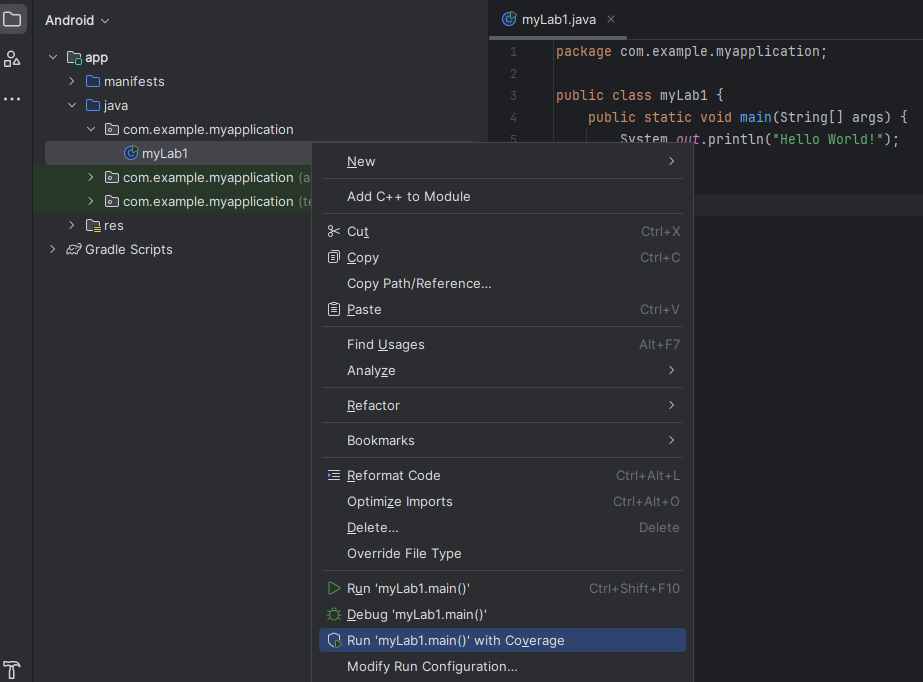 Android
myLab1.java
app
manifests
java
com.example.myapplication
myLab1
com.example.myapplication (a
com.example.myapplication (te
res
Gradle Scripts
1 package com.example.myapplication;
2
3 public class myLab1 {
4 public static void main(String[] args) {
5 System.out.println("Hello World!");
New
Add C++ to Module
Cut Ctrl+X
Copy Ctrl+C
Copy Path/Reference...
Paste Ctrl+V
Find Usages Alt+F7
Analyze
Refactor
Bookmarks
Reformat Code Ctrl+Alt+L
Optimize Imports Ctrl+Alt+O
Delete... Delete
Override File Type
Run 'myLab1.main()' Ctrl+Shift+F10
Debug 'myLab1.main()'
Run 'myLab1.main()' with Coverage
Modify Run Configuration...